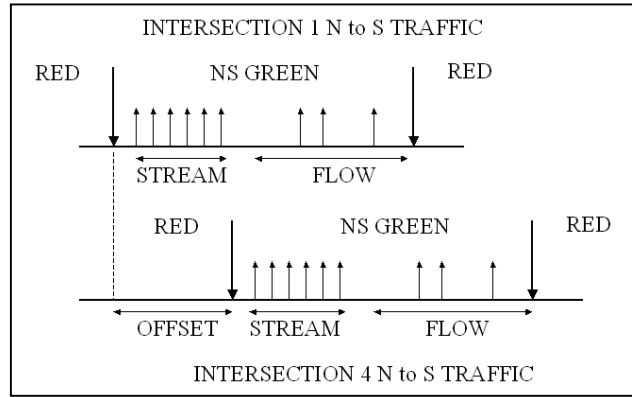 INTERSECTION 1 N to S TRAFFIC
RED NS GREEN RED
STREAM FLOW
RED NS GREEN RED
OFFSET STREAM FLOW
INTERSECTION 4 N to S TRAFFIC